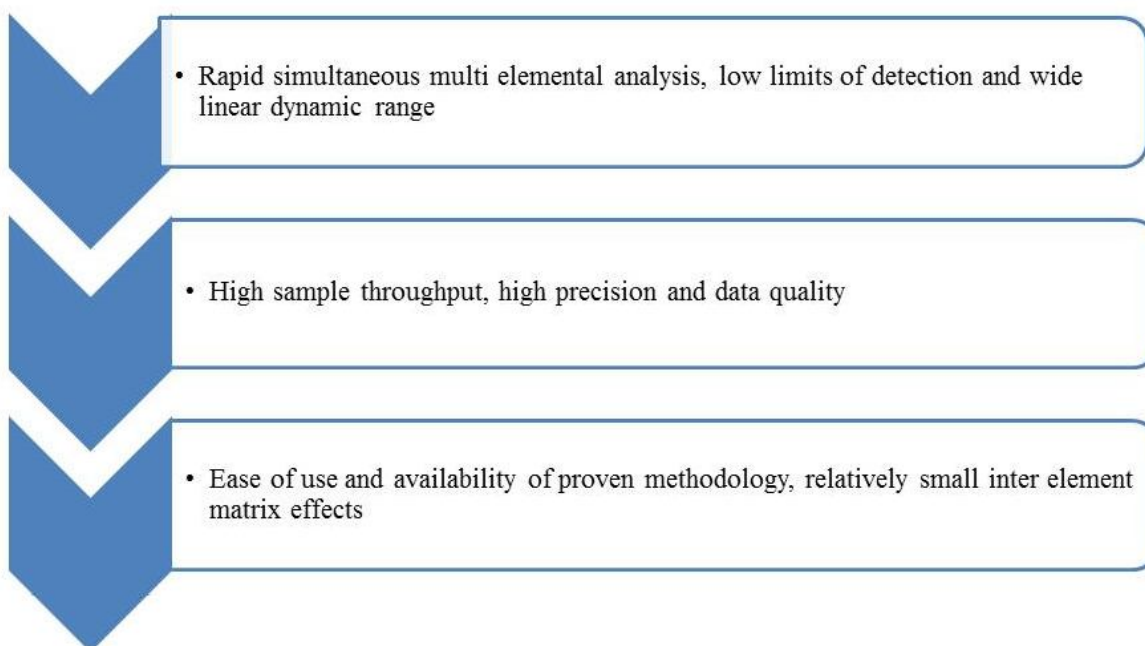 • Rapid simultaneous multi elemental analysis, low limits of detection and wide
linear dynamic range
• High sample throughput, high precision and data quality
• Ease of use and availability of proven methodology, relatively small inter element
matrix effects